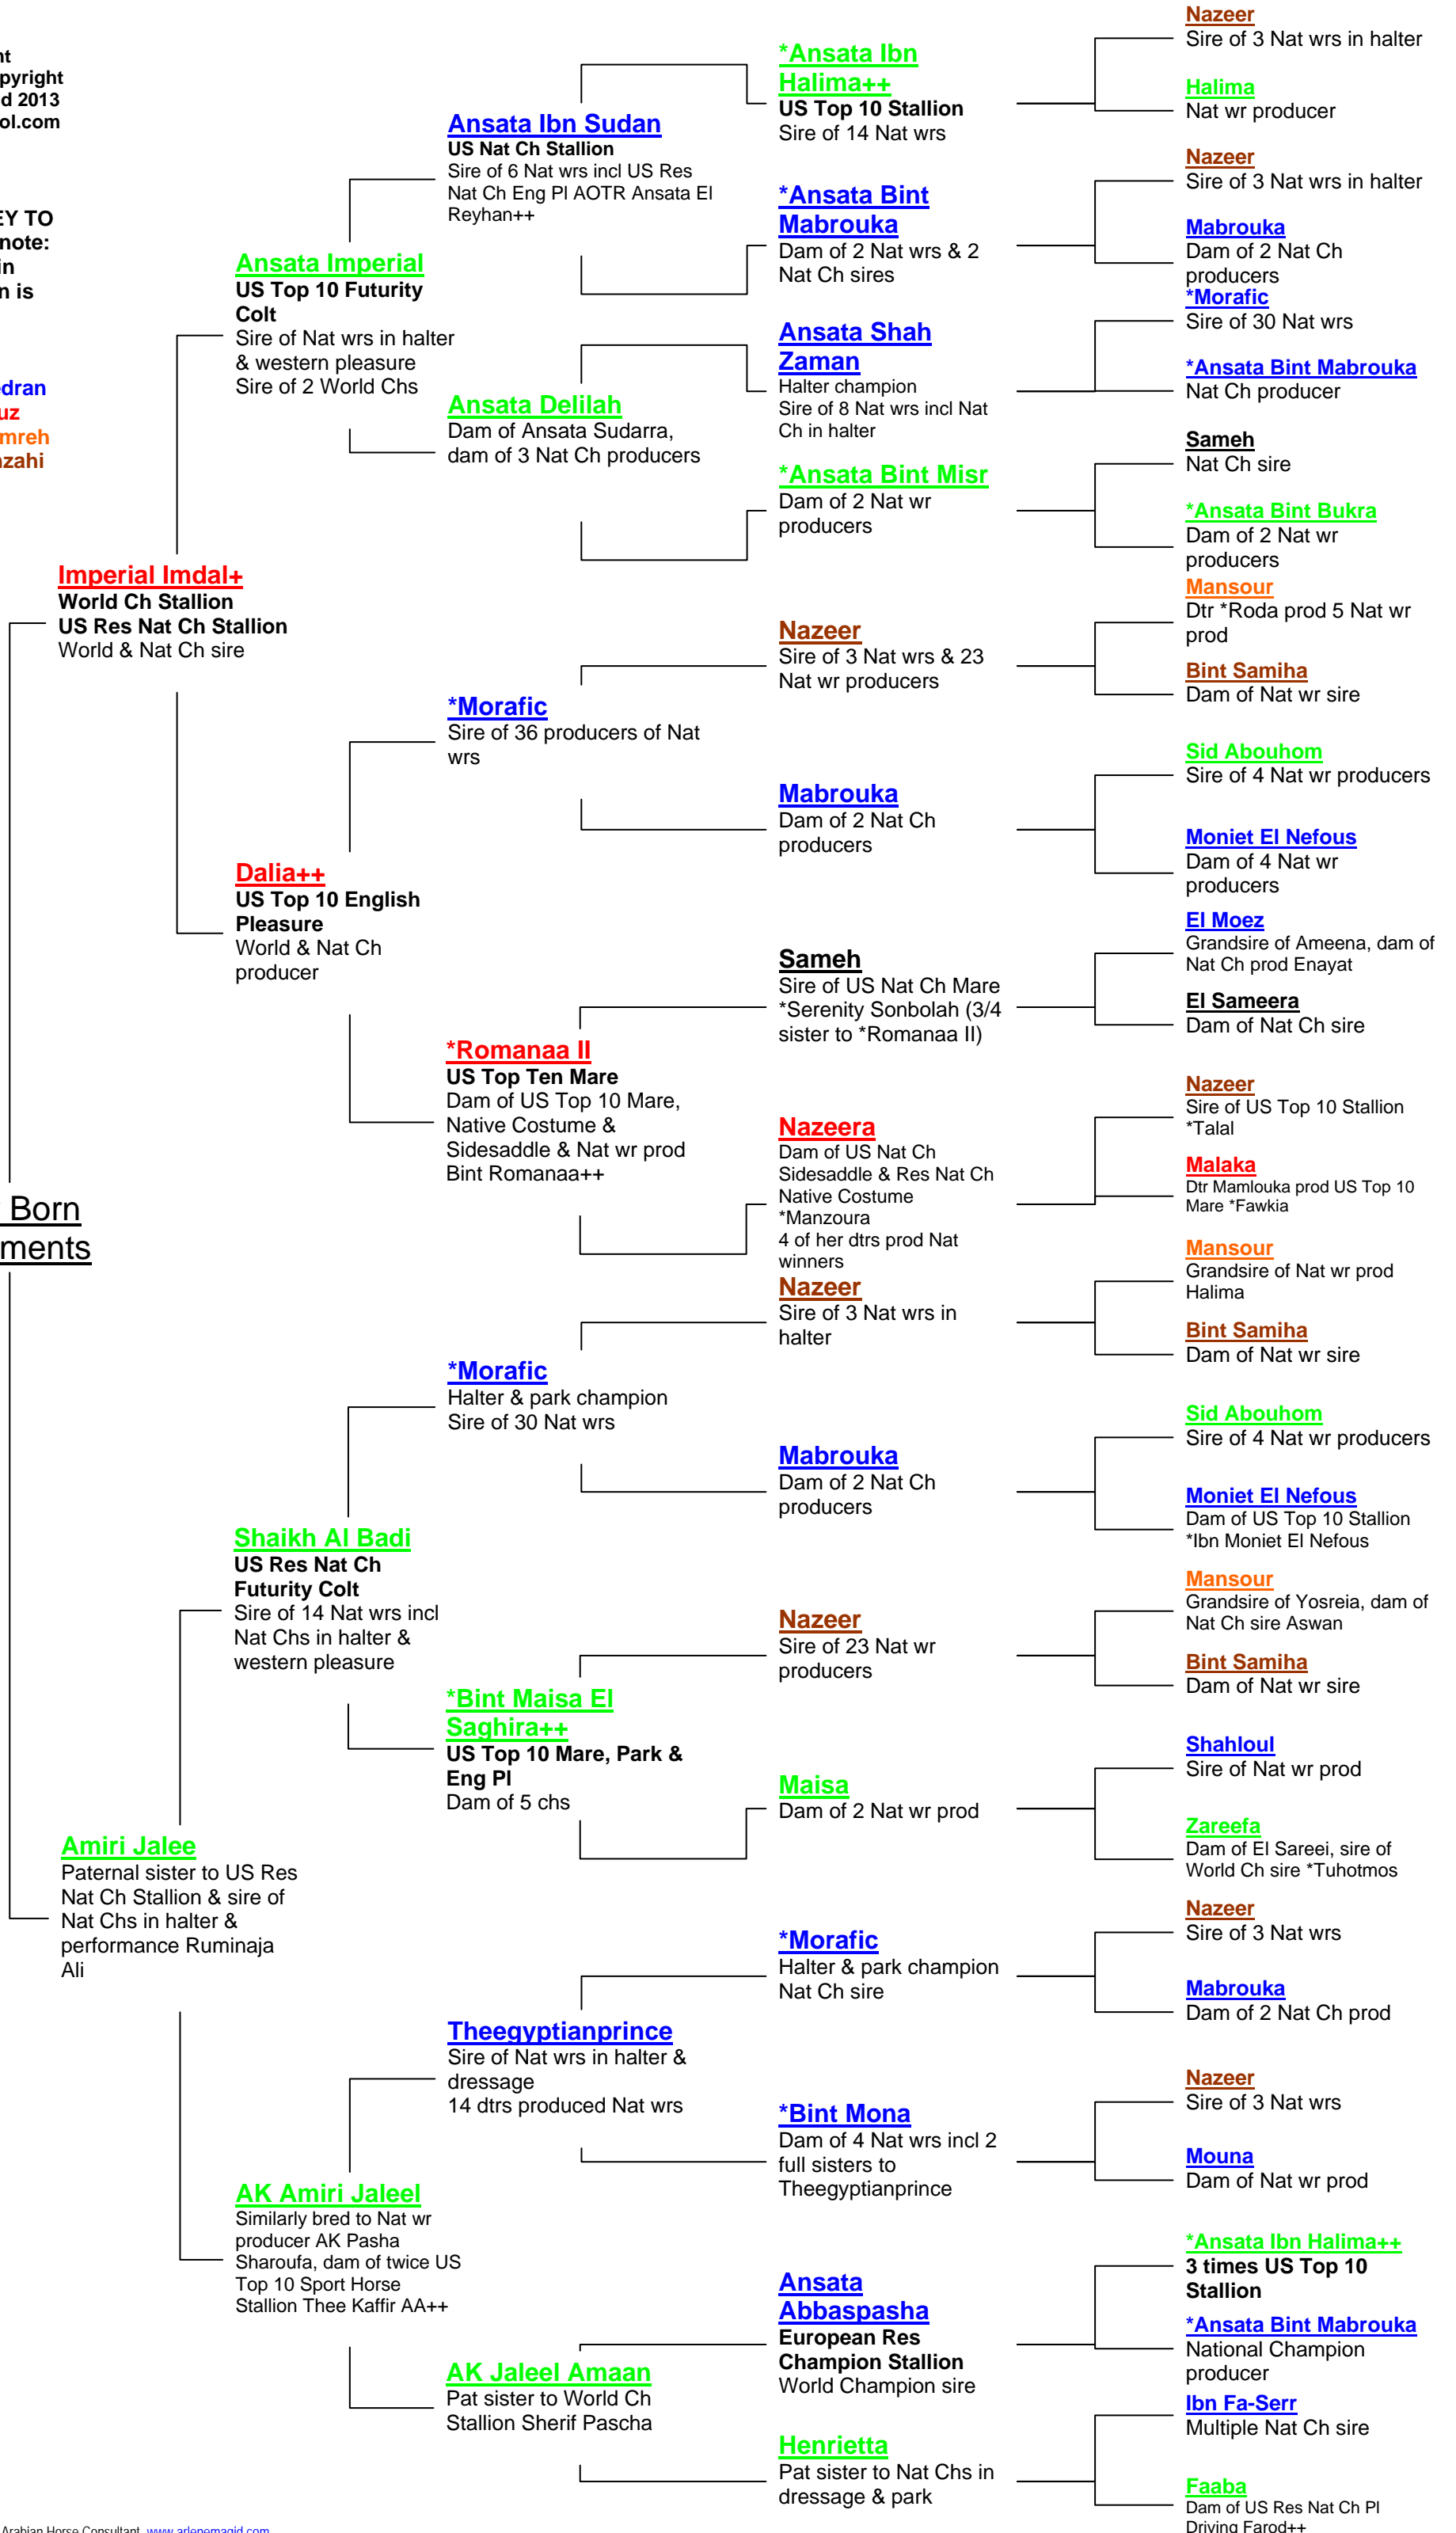 nt
pyright
d 2013
ol.com
EY TO
note:
in
n is
edran
uz
mreh
nzahi
Born
ments
Imperial Imdal+
World Ch Stallion
US Res Nat Ch Stallion
World & Nat Ch sire
Amiri Jalee
Paternal sister to US Res
Nat Ch Stallion & sire of
Nat Chs in halter &
performance Ruminaja
Ali
Ansata Imperial
US Top 10 Futurity
Colt
Sire of Nat wrs in halter
& western pleasure
Sire of 2 World Chs
Dalia++
US Top 10 English
Pleasure
World & Nat Ch
producer
Shaikh Al Badi
US Res Nat Ch
Futurity Colt
Sire of 14 Nat wrs incl
Nat Chs in halter &
western pleasure
AK Amiri Jaleel
Similarly bred to Nat wr
producer AK Pasha
Sharoufa, dam of twice US
Top 10 Sport Horse
Stallion Thee Kaffir AA++
Ansata Ibn Sudan
US Nat Ch Stallion
Sire of 6 Nat wrs incl US Res
Nat Ch Eng Pl AOTR Ansata El
Reyhan++
Ansata Delilah
Dam of Ansata Sudarra,
dam of 3 Nat Ch producers
*Morafic
Sire of 36 producers of Nat
wrs
*Romanaa II
US Top Ten Mare
Dam of US Top 10 Mare,
Native Costume &
Sidesaddle & Nat wr prod
Bint Romanaa++
*Morafic
Halter & park champion
Sire of 30 Nat wrs
*Bint Maisa El
Saghira++
US Top 10 Mare, Park &
Eng Pl
Dam of 5 chs
Theegyptianprince
Sire of Nat wrs in halter &
dressage
14 dtrs produced Nat wrs
AK Jaleel Amaan
Pat sister to World Ch
Stallion Sherif Pascha
*Ansata Ibn
Halima++
US Top 10 Stallion
Sire of 14 Nat wrs
*Ansata Bint
Mabrouka
Dam of 2 Nat wrs & 2
Nat Ch sires
Ansata Shah
Zaman
Halter champion
Sire of 8 Nat wrs incl Nat
Ch in halter
*Ansata Bint Misr
Dam of 2 Nat wr
producers
Nazeer
Sire of 3 Nat wrs & 23
Nat wr producers
Mabrouka
Dam of 2 Nat Ch
producers
Sameh
Sire of US Nat Ch Mare
*Serenity Sonbolah (3/4
sister to *Romanaa II)
Nazeera
Dam of US Nat Ch
Sidesaddle & Res Nat Ch
Native Costume
*Manzoura
4 of her dtrs prod Nat
winners
Nazeer
Sire of 3 Nat wrs in
halter
Mabrouka
Dam of 2 Nat Ch
producers
Nazeer
Sire of 23 Nat wr
producers
Maisa
Dam of 2 Nat wr prod
*Morafic
Halter & park champion
Nat Ch sire
*Bint Mona
Dam of 4 Nat wrs incl 2
full sisters to
Theegyptianprince
Ansata
Abbaspasha
European Res
Champion Stallion
World Champion sire
Henrietta
Pat sister to Nat Chs in
dressage & park
Nazeer
Sire of 3 Nat wrs in halter
Halima
Nat wr producer
Nazeer
Sire of 3 Nat wrs in halter
Mabrouka
Dam of 2 Nat Ch
producers
*Morafic
Sire of 30 Nat wrs
*Ansata Bint Mabrouka
Nat Ch producer
Sameh
Nat Ch sire
*Ansata Bint Bukra
Dam of 2 Nat wr
producers
Mansour
Dtr *Roda prod 5 Nat wr
prod
Bint Samiha
Dam of Nat wr sire
Sid Abouhom
Sire of 4 Nat wr producers
Moniet El Nefous
Dam of 4 Nat wr
producers
El Moez
Grandsire of Ameena, dam of
Nat Ch prod Enayat
El Sameera
Dam of Nat Ch sire
Nazeer
Sire of US Top 10 Stallion
*Talal
Malaka
Dtr Mamlouka prod US Top 10
Mare *Fawkia
Mansour
Grandsire of Nat wr prod
Halima
Bint Samiha
Dam of Nat wr sire
Sid Abouhom
Sire of 4 Nat wr producers
Moniet El Nefous
Dam of US Top 10 Stallion
*Ibn Moniet El Nefous
Mansour
Grandsire of Yosreia, dam of
Nat Ch sire Aswan
Bint Samiha
Dam of Nat wr sire
Shahloul
Sire of Nat wr prod
Zareefa
Dam of El Sareei, sire of
World Ch sire *Tuhotmos
Nazeer
Sire of 3 Nat wrs
Mabrouka
Dam of 2 Nat Ch prod
Nazeer
Sire of 3 Nat wrs
Mouna
Dam of Nat wr prod
*Ansata Ibn Halima++
3 times US Top 10
Stallion
*Ansata Bint Mabrouka
National Champion
producer
Ibn Fa-Serr
Multiple Nat Ch sire
Faaba
Dam of US Res Nat Ch Pl
Driving Farod++
Arabian Horse Consultant www.arlenemagid.com